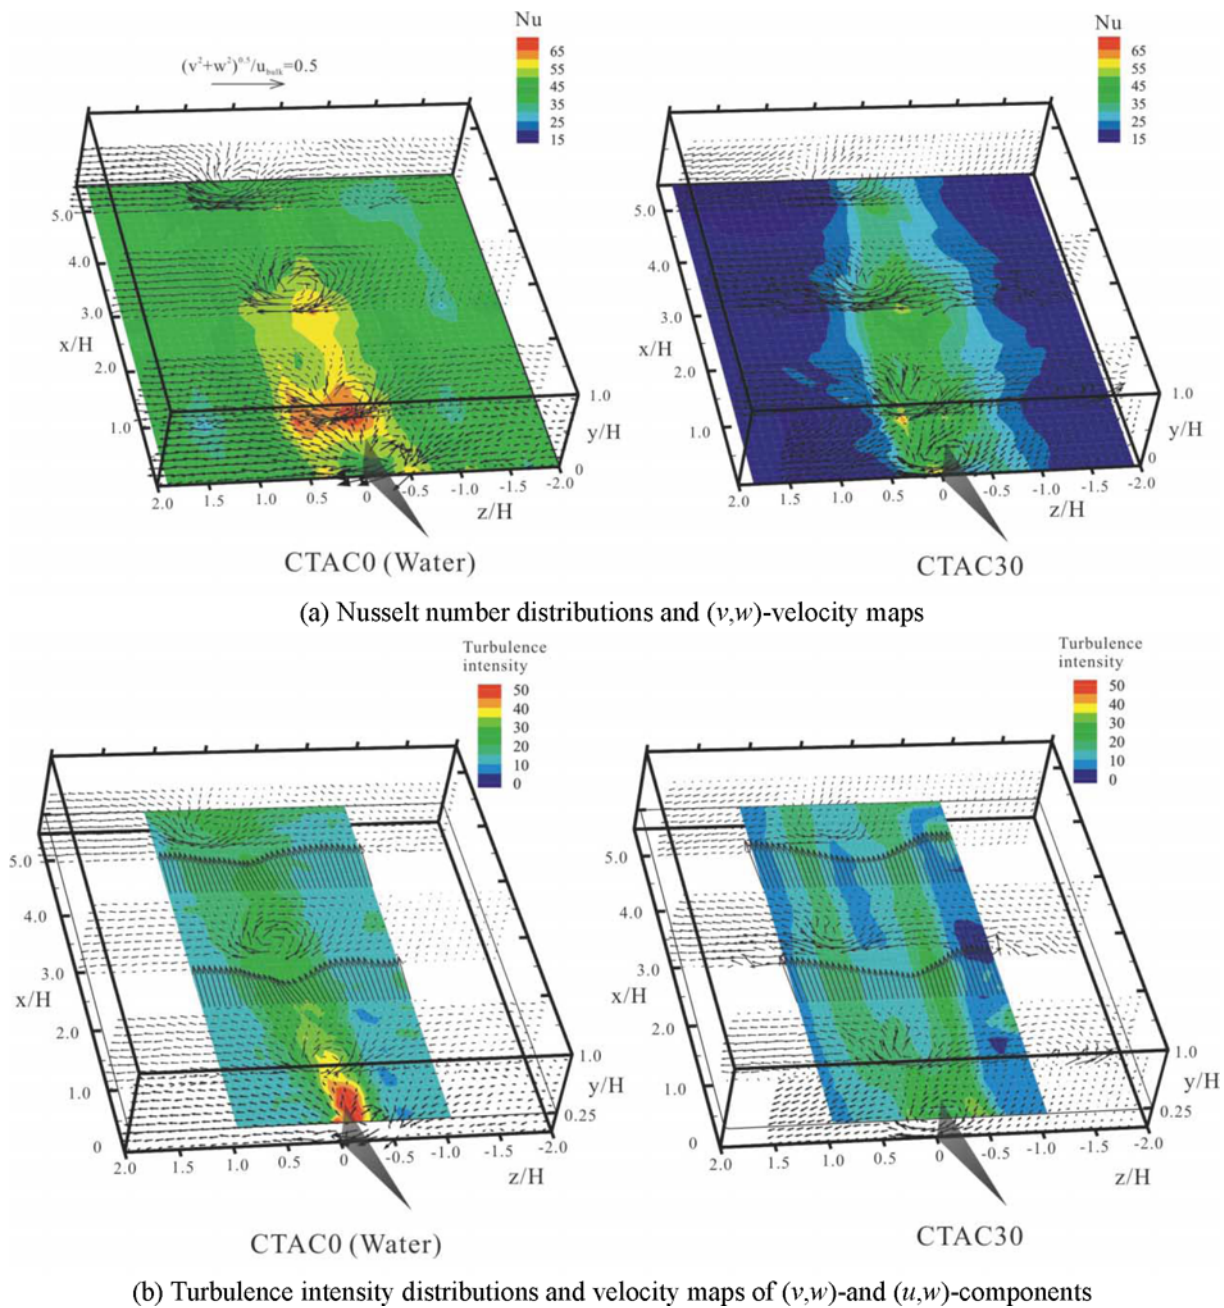 Nu
65
55
45
35
25
15
(v²+w²)^0.5/u_bulk=0.5
5.0
4.0
3.0
x/H
2.0
1.0
2.0 1.5 1.0 0.5 0 -0.5 -1.0 -1.5 -2.0
z/H
1.0
y/H
0
CTAC0 (Water)
Nu
65
55
45
35
25
15
5.0
4.0
3.0
x/H
2.0
1.0
0
2.0 1.5 1.0 0.5 0 -0.5 -1.0 -1.5 -2.0
z/H
1.0
y/H
0
CTAC30
(a) Nusselt number distributions and (v,w)-velocity maps
Turbulence
intensity
50
40
30
20
10
0
5.0
4.0
3.0
x/H
2.0
1.0
0
2.0 1.5 1.0 0.5 0 -0.5 -1.0 -1.5 -2.0
z/H
1.0
y/H
0.25
CTAC0 (Water)
Turbulence
intensity
50
40
30
20
10
0
5.0
4.0
3.0
x/H
2.0
1.0
0
2.0 1.5 1.0 0.5 0 -0.5 -1.0 -1.5 -2.0
z/H
1.0
y/H
0.25
CTAC30
(b) Turbulence intensity distributions and velocity maps of (v,w)-and (u,w)-components